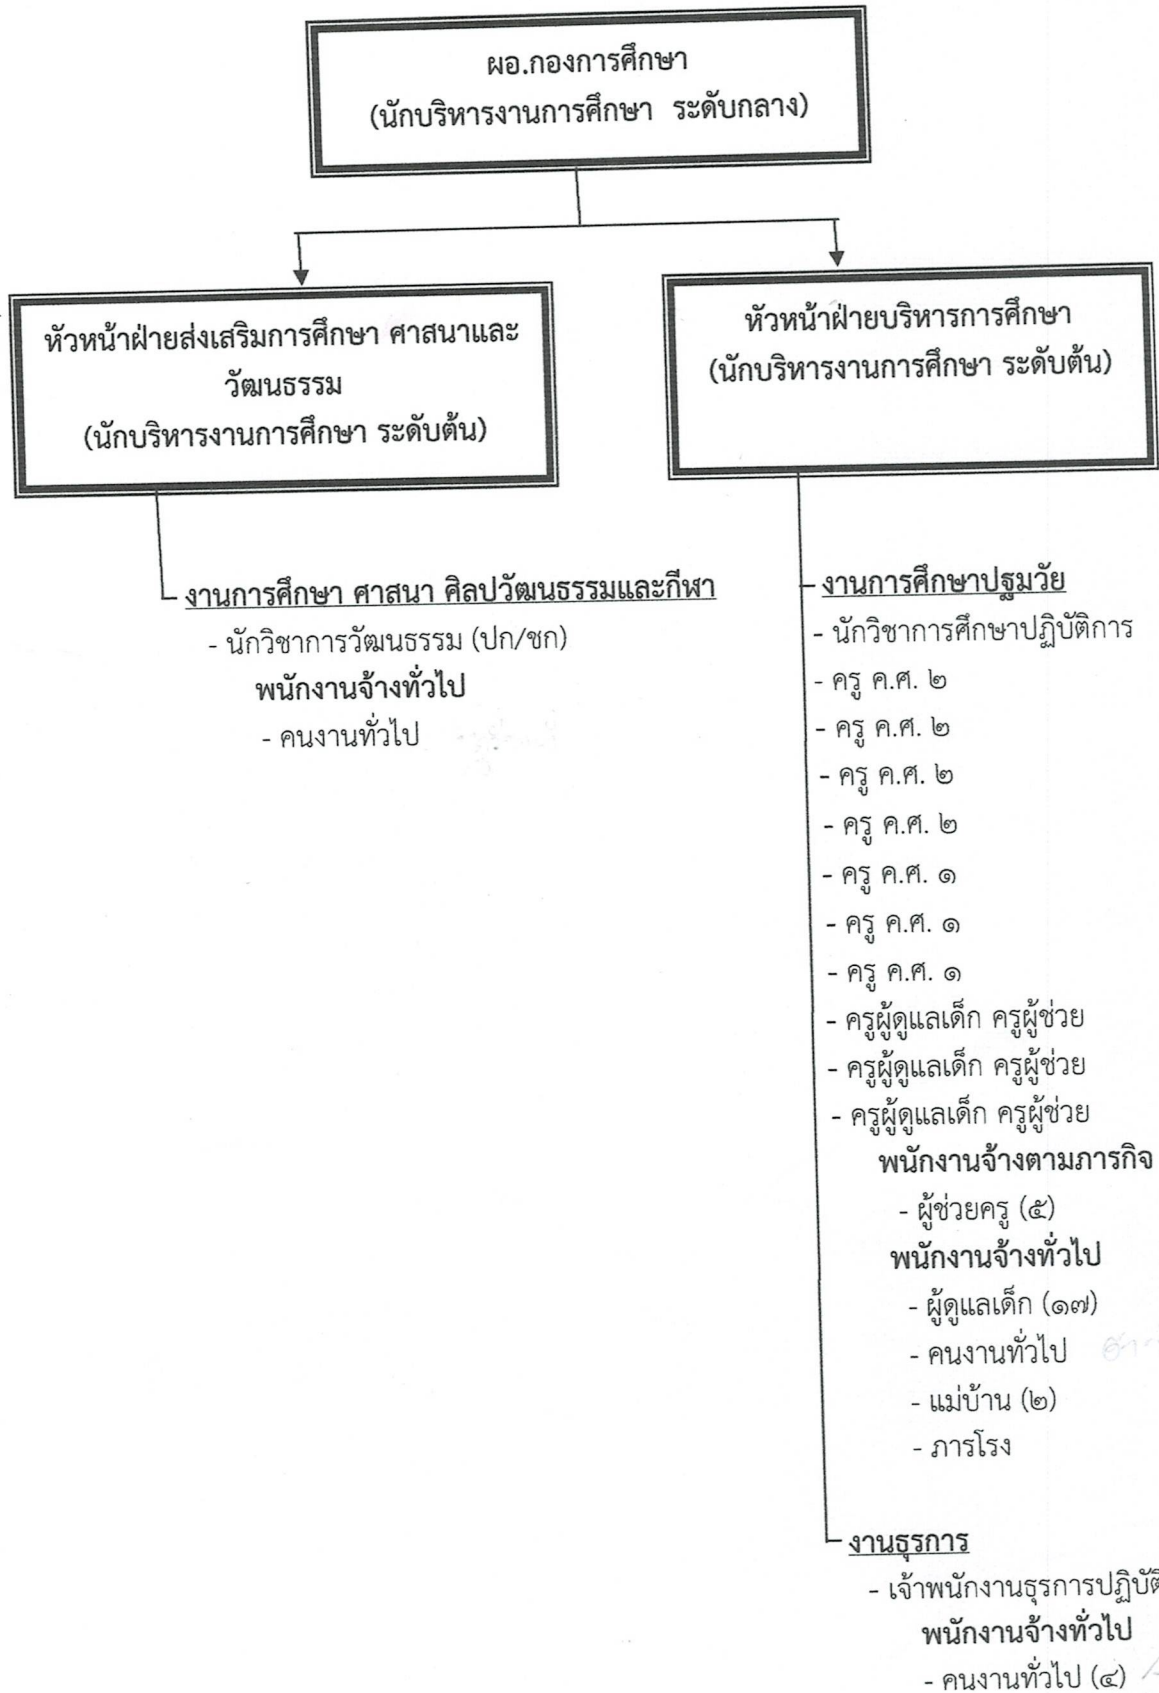 ผอ.กองการศึกษา
(นักบริหารงานการศึกษา ระดับกลาง)
หัวหน้าฝ่ายส่งเสริมการศึกษา ศาสนาและ
วัฒนธรรม
(นักบริหารงานการศึกษา ระดับต้น)
หัวหน้าฝ่ายบริหารการศึกษา
(นักบริหารงานการศึกษา ระดับต้น)
งานการศึกษา ศาสนา ศิลปวัฒนธรรมและกีฬา
- นักวิชาการวัฒนธรรม (ปก/ชก)
พนักงานจ้างทั่วไป
- คนงานทั่วไป
งานการศึกษาปฐมวัย
- นักวิชาการศึกษาปฏิบัติการ
- ครู ค.ศ. ๒
- ครู ค.ศ. ๒
- ครู ค.ศ. ๒
- ครู ค.ศ. ๒
- ครู ค.ศ. ๑
- ครู ค.ศ. ๑
- ครู ค.ศ. ๑
- ครูผู้ดูแลเด็ก ครูผู้ช่วย
- ครูผู้ดูแลเด็ก ครูผู้ช่วย
- ครูผู้ดูแลเด็ก ครูผู้ช่วย
พนักงานจ้างตามภารกิจ
- ผู้ช่วยครู (๕)
พนักงานจ้างทั่วไป
- ผู้ดูแลเด็ก (๑๗)
- คนงานทั่วไป
- แม่บ้าน (๒)
- ภารโรง
งานธุรการ
- เจ้าพนักงานธุรการปฏิบัติ
พนักงานจ้างทั่วไป
- คนงานทั่วไป (๔)